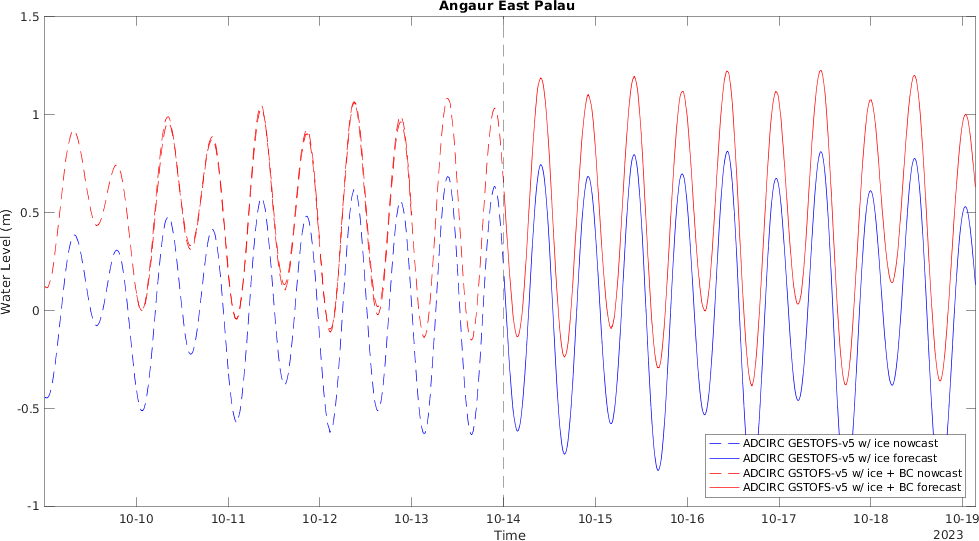 Angaur East Palau
1.5
1
0.5
0
-0.5
-1
Water Level (m)
ADCIRC GESTOFS-v5 w/ ice nowcast
ADCIRC GESTOFS-v5 w/ ice forecast
ADCIRC GSTOFS-v5 w/ ice + BC nowcast
ADCIRC GSTOFS-v5 w/ ice + BC forecast
10-10 10-11 10-12 10-13 10-14 10-15 10-16 10-17 10-18 10-19
Time
2023